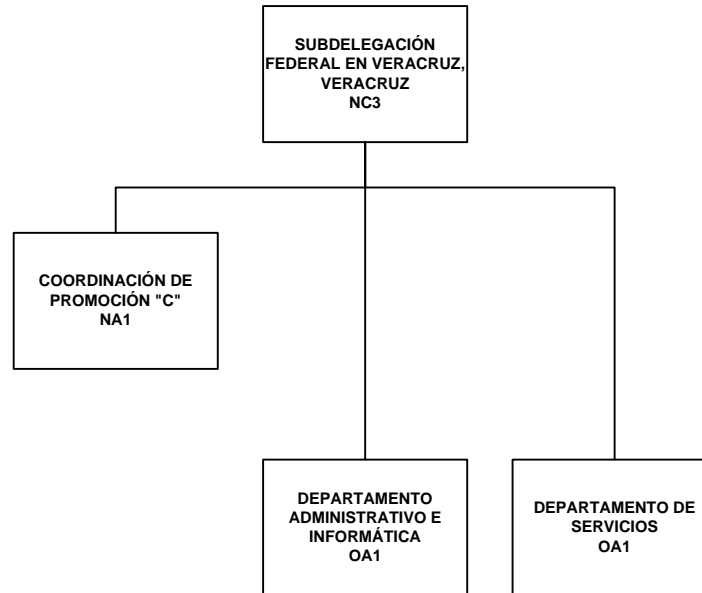 SUBDELEGACIÓN
FEDERAL EN VERACRUZ,
VERACRUZ
NC3
COORDINACIÓN DE
PROMOCIÓN "C"
NA1
DEPARTAMENTO
ADMINISTRATIVO E
INFORMÁTICA
OA1
DEPARTAMENTO DE
SERVICIOS
OA1